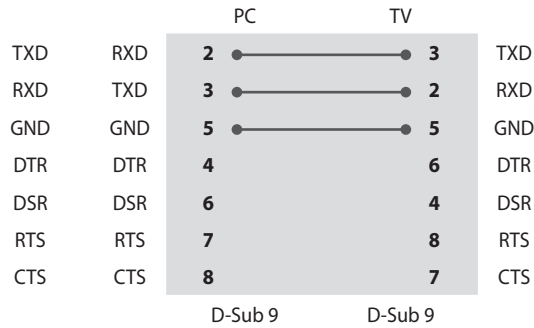 PC TV
TXD RXD 2 3 TXD
RXD TXD 3 2 RXD
GND GND 5 5 GND
DTR DTR 4 6 DTR
DSR DSR 6 4 DSR
RTS RTS 7 8 RTS
CTS CTS 8 7 CTS
D-Sub 9 D-Sub 9